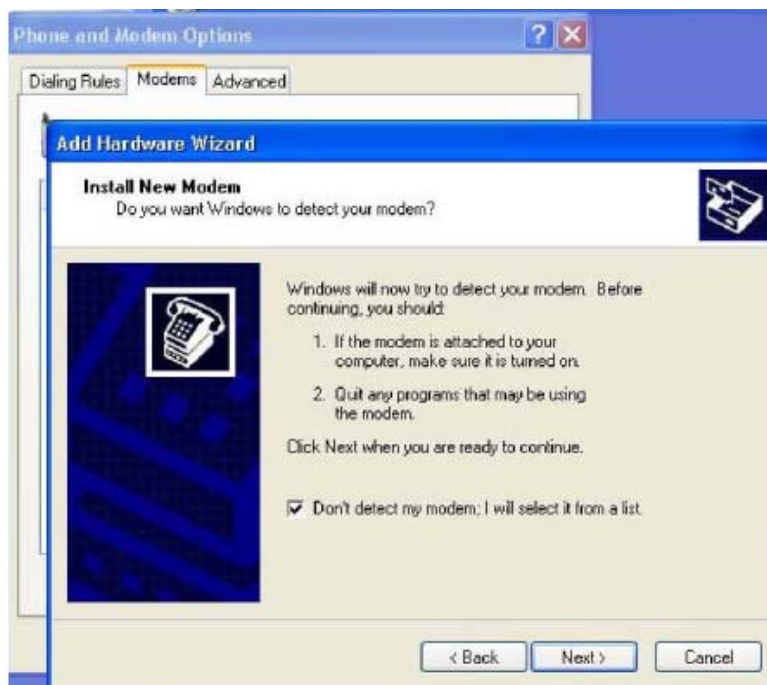 Phone and Modem Options
Dialing Rules Modems Advanced
Add Hardware Wizard
Install New Modem
Do you want Windows to detect your modem?
Windows will now try to detect your modem. Before
continuing, you should:
1. If the modem is attached to your
computer, make sure it is turned on.
2. Quit any programs that may be using
the modem.
Click Next when you are ready to continue.
Don't detect my modem; I will select it from a list.
< Back Next > Cancel